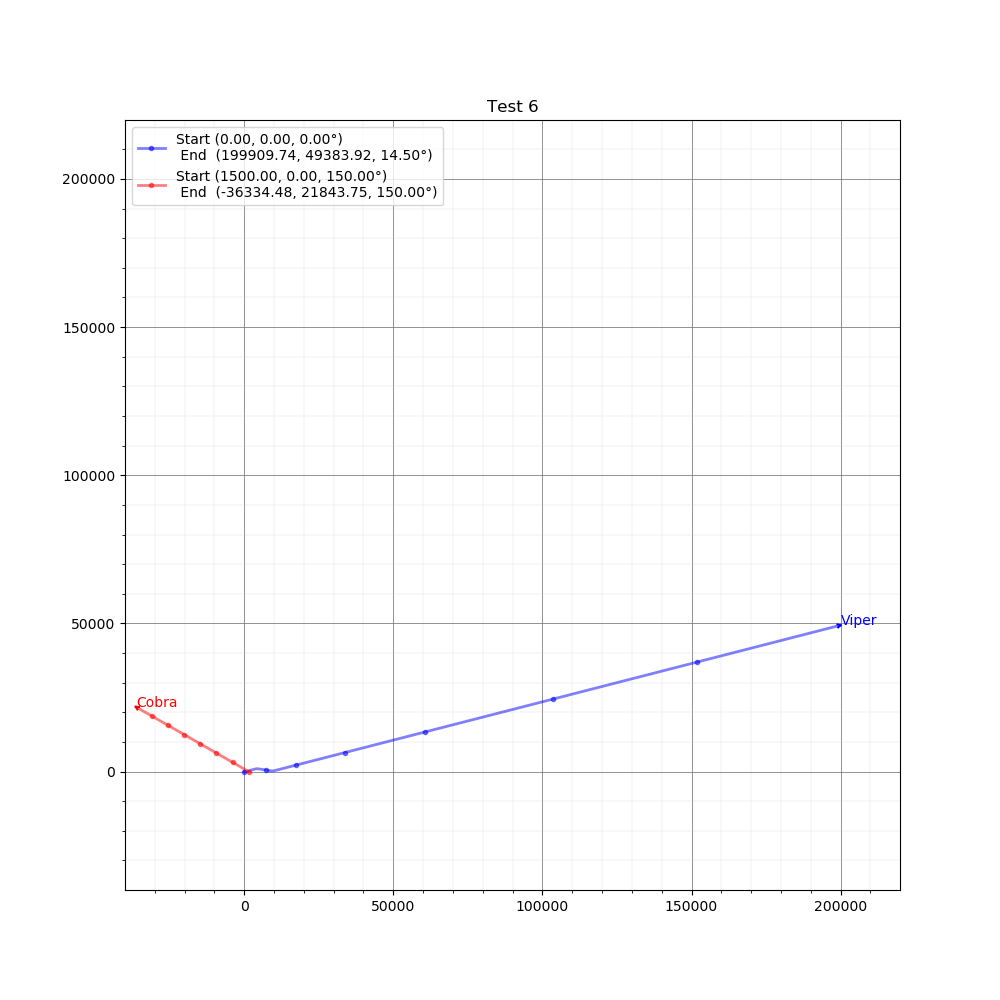 Test 6
Start (0.00, 0.00, 0.00°)
End (199909.74, 49383.92, 14.50°)
Start (1500.00, 0.00, 150.00°)
End (-36334.48, 21843.75, 150.00°)
200000
150000
100000
50000
0
Viper
Cobra
0
50000
100000
150000
200000